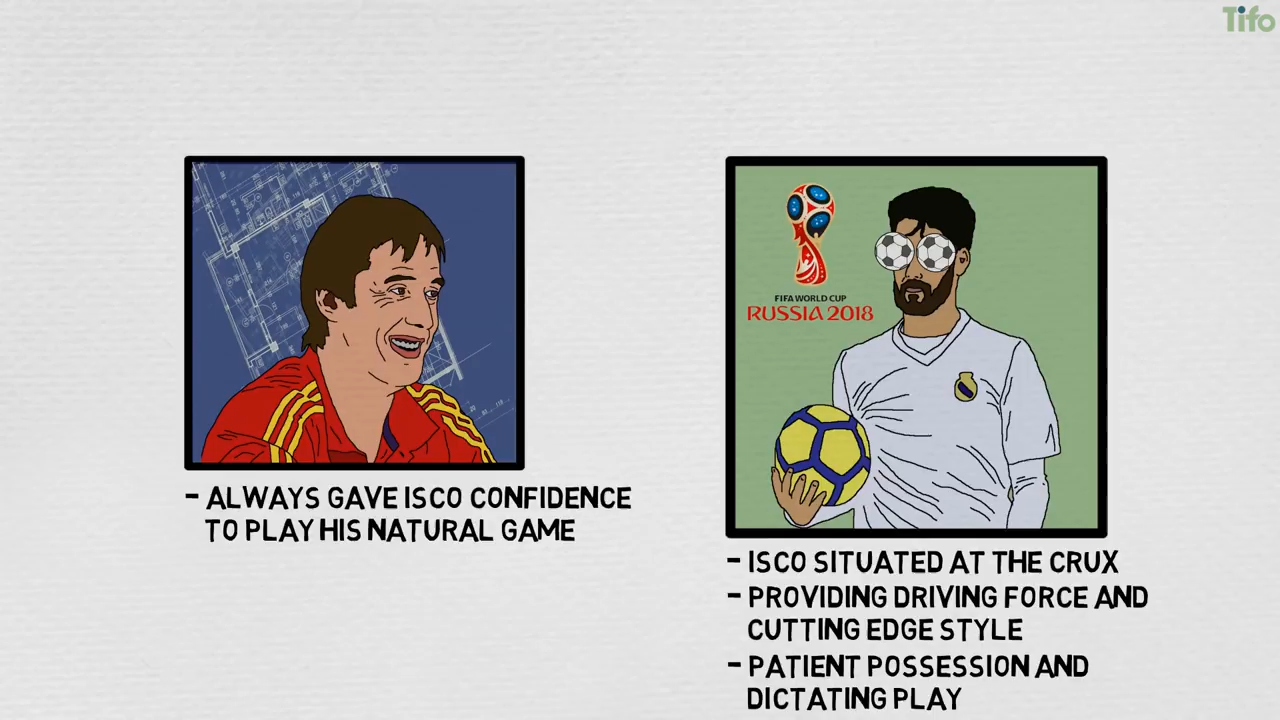 Tifo
FIFA WORLD CUP
RUSSIA 2018
- ALWAYS GAVE ISCO CONFIDENCE
TO PLAY HIS NATURAL GAME
- ISCO SITUATED AT THE CRUX
- PROVIDING DRIVING FORCE AND
CUTTING EDGE STYLE
- PATIENT POSSESSION AND
DICTATING PLAY